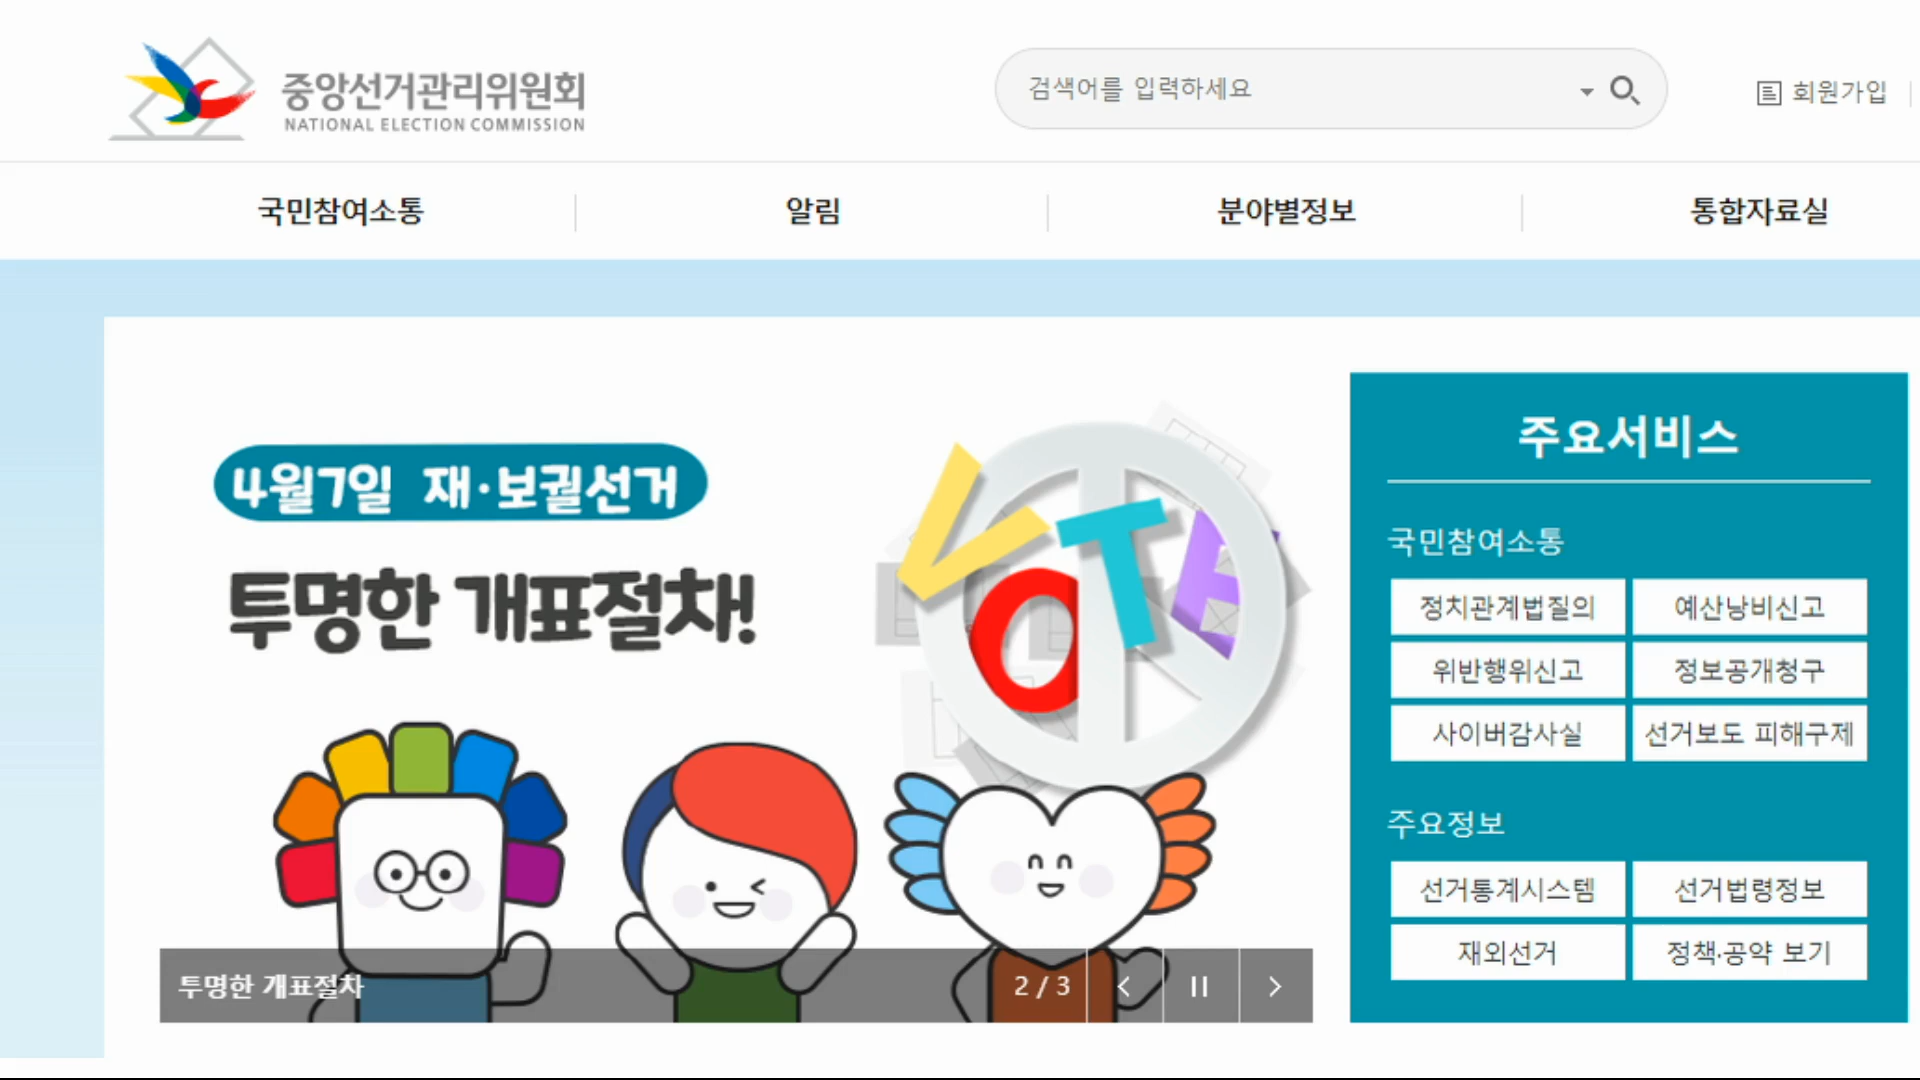 중앙선거관리위원회
NATIONAL ELECTION COMMISSION
검색어를 입력하세요
회원가입
국민참여소통
알림
분야별정보
통합자료실
4월7일 재·보궐선거
투명한 개표절차!
VOTE
투명한 개표절차
2 / 3
주요서비스
국민참여소통
정치관계법질의
예산낭비신고
위반행위신고
정보공개청구
사이버감사실
선거보도 피해구제
주요정보
선거통계시스템
선거법령정보
재외선거
정책·공약 보기